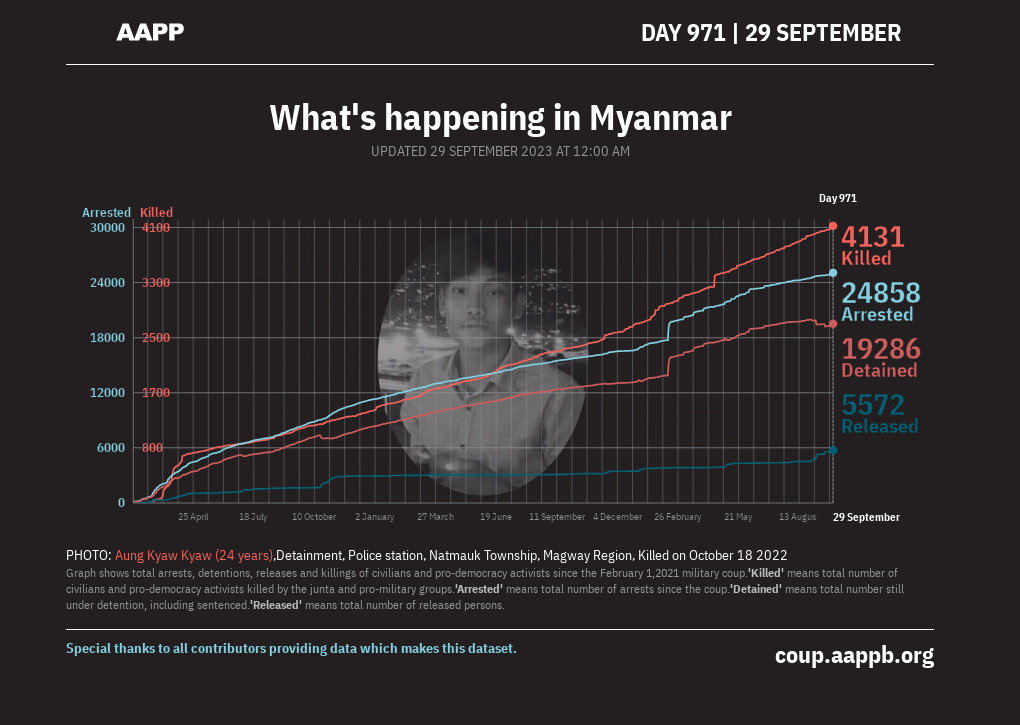 AAPP
DAY 971 | 29 SEPTEMBER
What's happening in Myanmar
UPDATED 29 SEPTEMBER 2023 AT 12:00 AM
Day 971
Arrested Killed
30000 4100
24000 3300
18000 2500
12000 1700
6000 800
0
4131
Killed
24858
Arrested
19286
Detained
5572
Released
25 April 18 July 10 October 2 January 27 March 19 June 11 September 4 December 26 February 21 May 13 Augus 29 September
PHOTO: Aung Kyaw Kyaw (24 years),Detainment, Police station, Natmauk Township, Magway Region, Killed on October 18 2022
Graph shows total arrests, detentions, releases and killings of civilians and pro-democracy activists since the February 1,2021 military coup.'Killed' means total number of
civilians and pro-democracy activists killed by the junta and pro-military groups.'Arrested' means total number of arrests since the coup.'Detained' means total number still
under detention, including sentenced.'Released' means total number of released persons.
Special thanks to all contributors providing data which makes this dataset.
coup.aappb.org